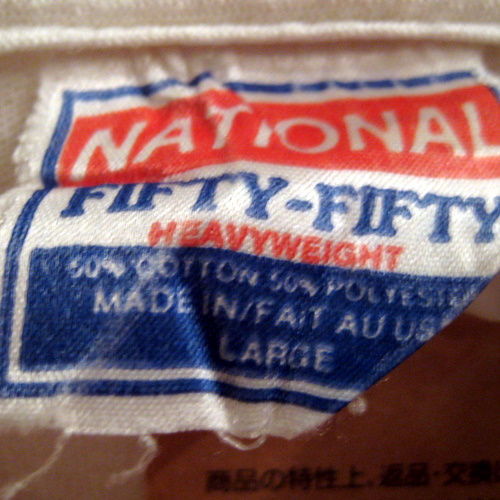 NATIONAL
FIFTY-FIFTY
HEAVYWEIGHT
50% COTTON 50% POLYESTER
MADE IN/FAIT AU US
LARGE
商品の特性上、返品・交換